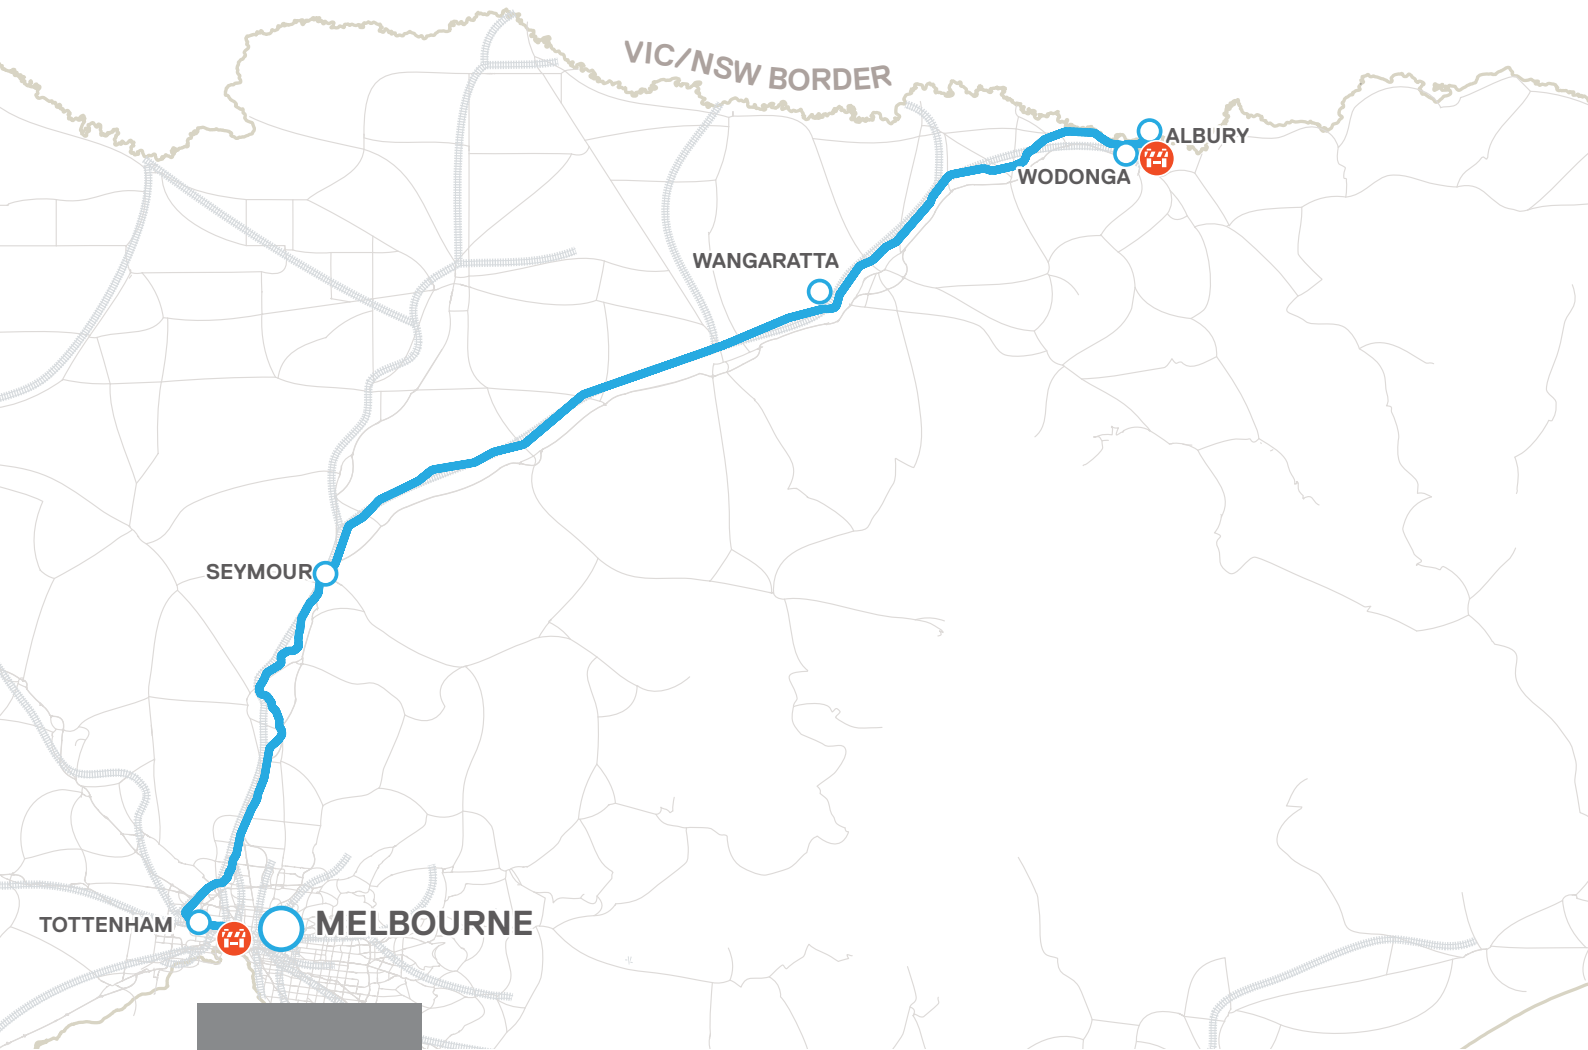 VIC/NSW BORDER
ALBURY
WODONGA
WANGARATTA
SEYMOUR
TOTTENHAM
MELBOURNE